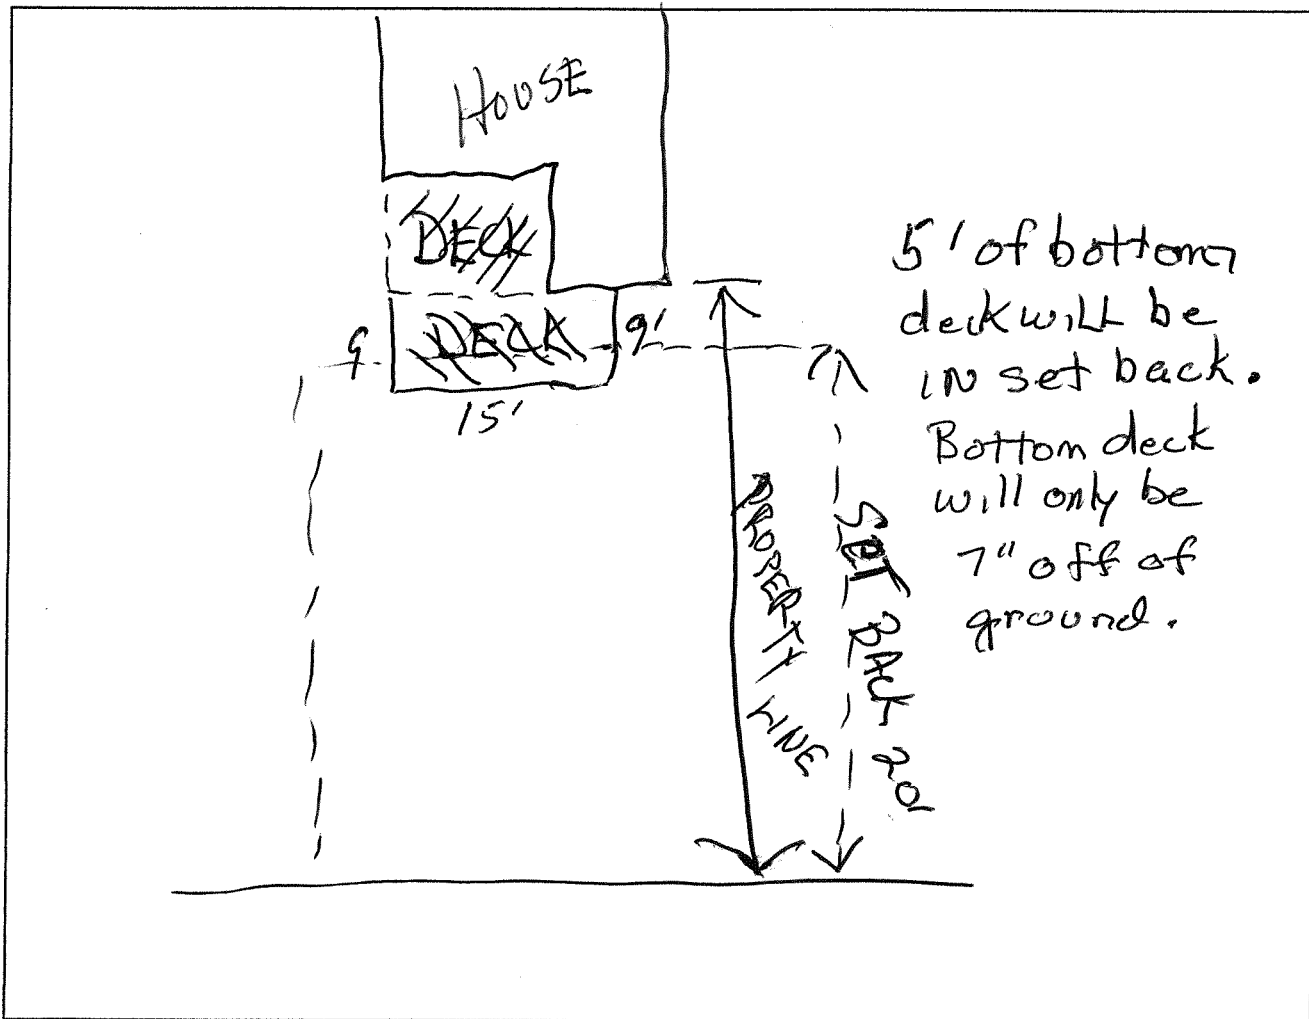 HOUSE
DECK
DECK
9
9'
15'
PROPERTY LINE
SET BACK 20'
5' of bottom
deck will be
in set back.
Bottom deck
will only be
7" off of
ground.